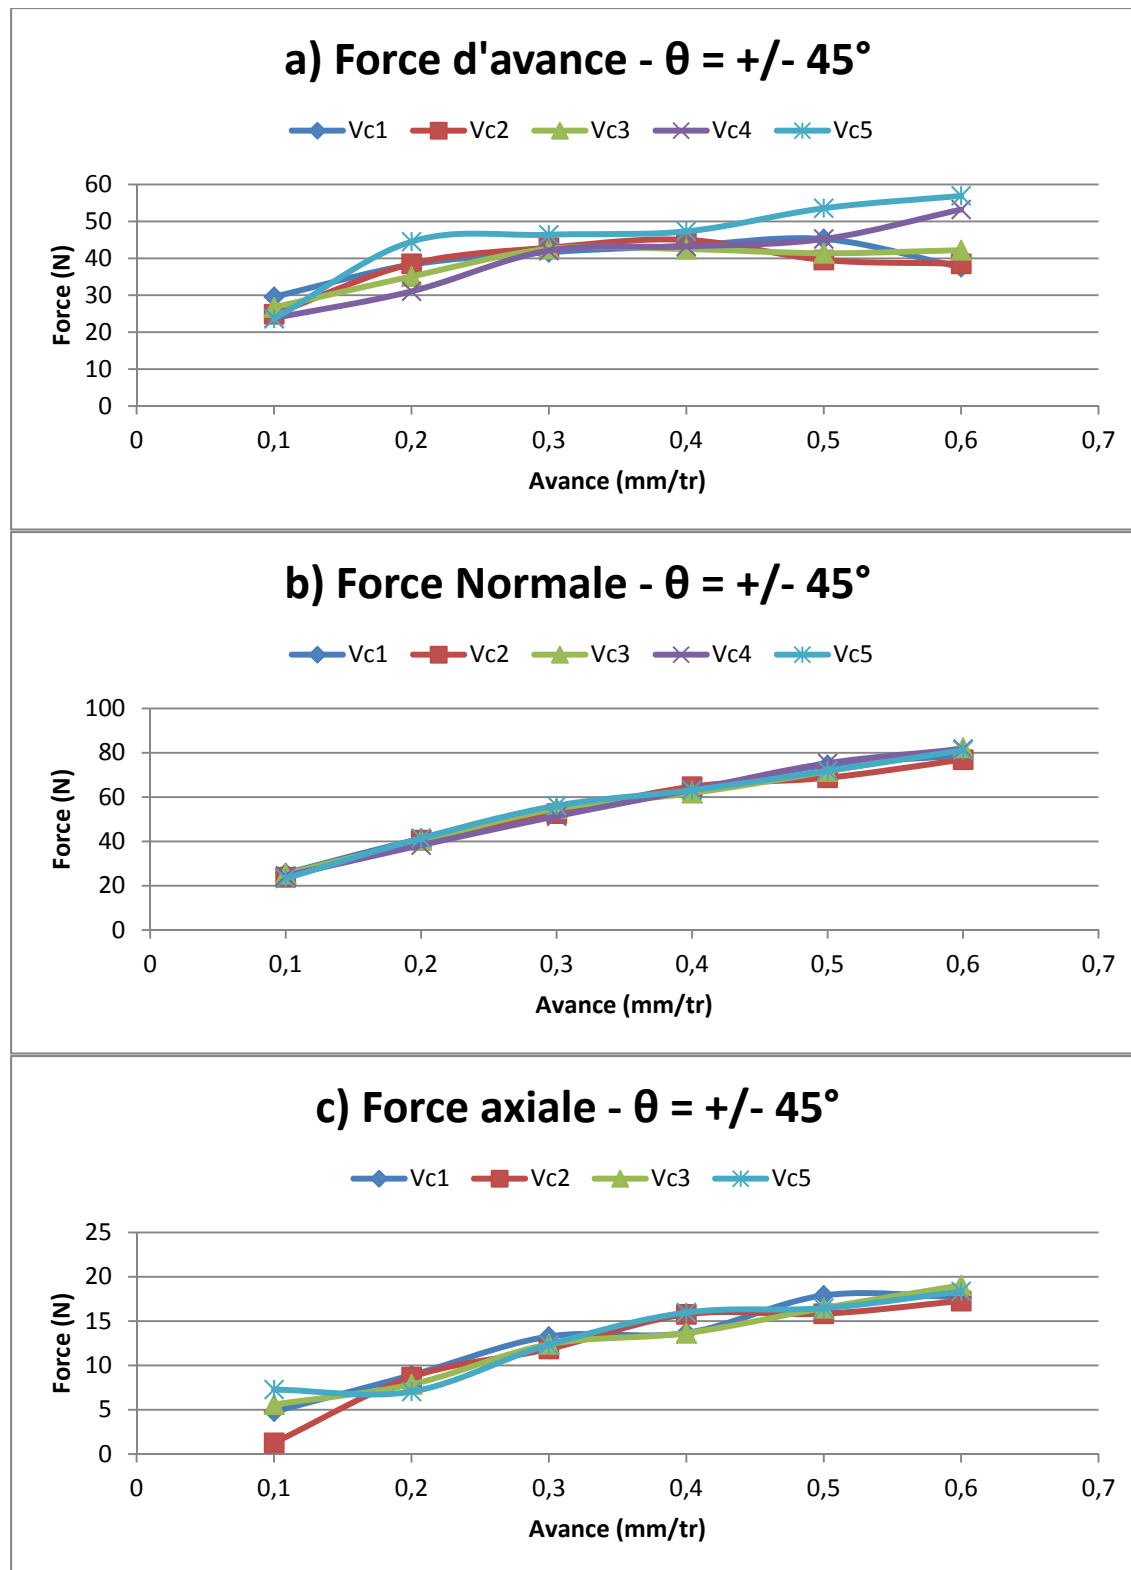 a) Force d'avance - θ = +/- 45°
Vc1 Vc2 Vc3 Vc4 Vc5
60
50
40
30
20
10
0
Force (N)
0 0,1 0,2 0,3 0,4 0,5 0,6 0,7
Avance (mm/tr)
b) Force Normale - θ = +/- 45°
Vc1 Vc2 Vc3 Vc4 Vc5
100
80
60
40
20
0
Force (N)
0 0,1 0,2 0,3 0,4 0,5 0,6 0,7
Avance (mm/tr)
c) Force axiale - θ = +/- 45°
Vc1 Vc2 Vc3 Vc5
25
20
15
10
5
0
Force (N)
0 0,1 0,2 0,3 0,4 0,5 0,6 0,7
Avance (mm/tr)